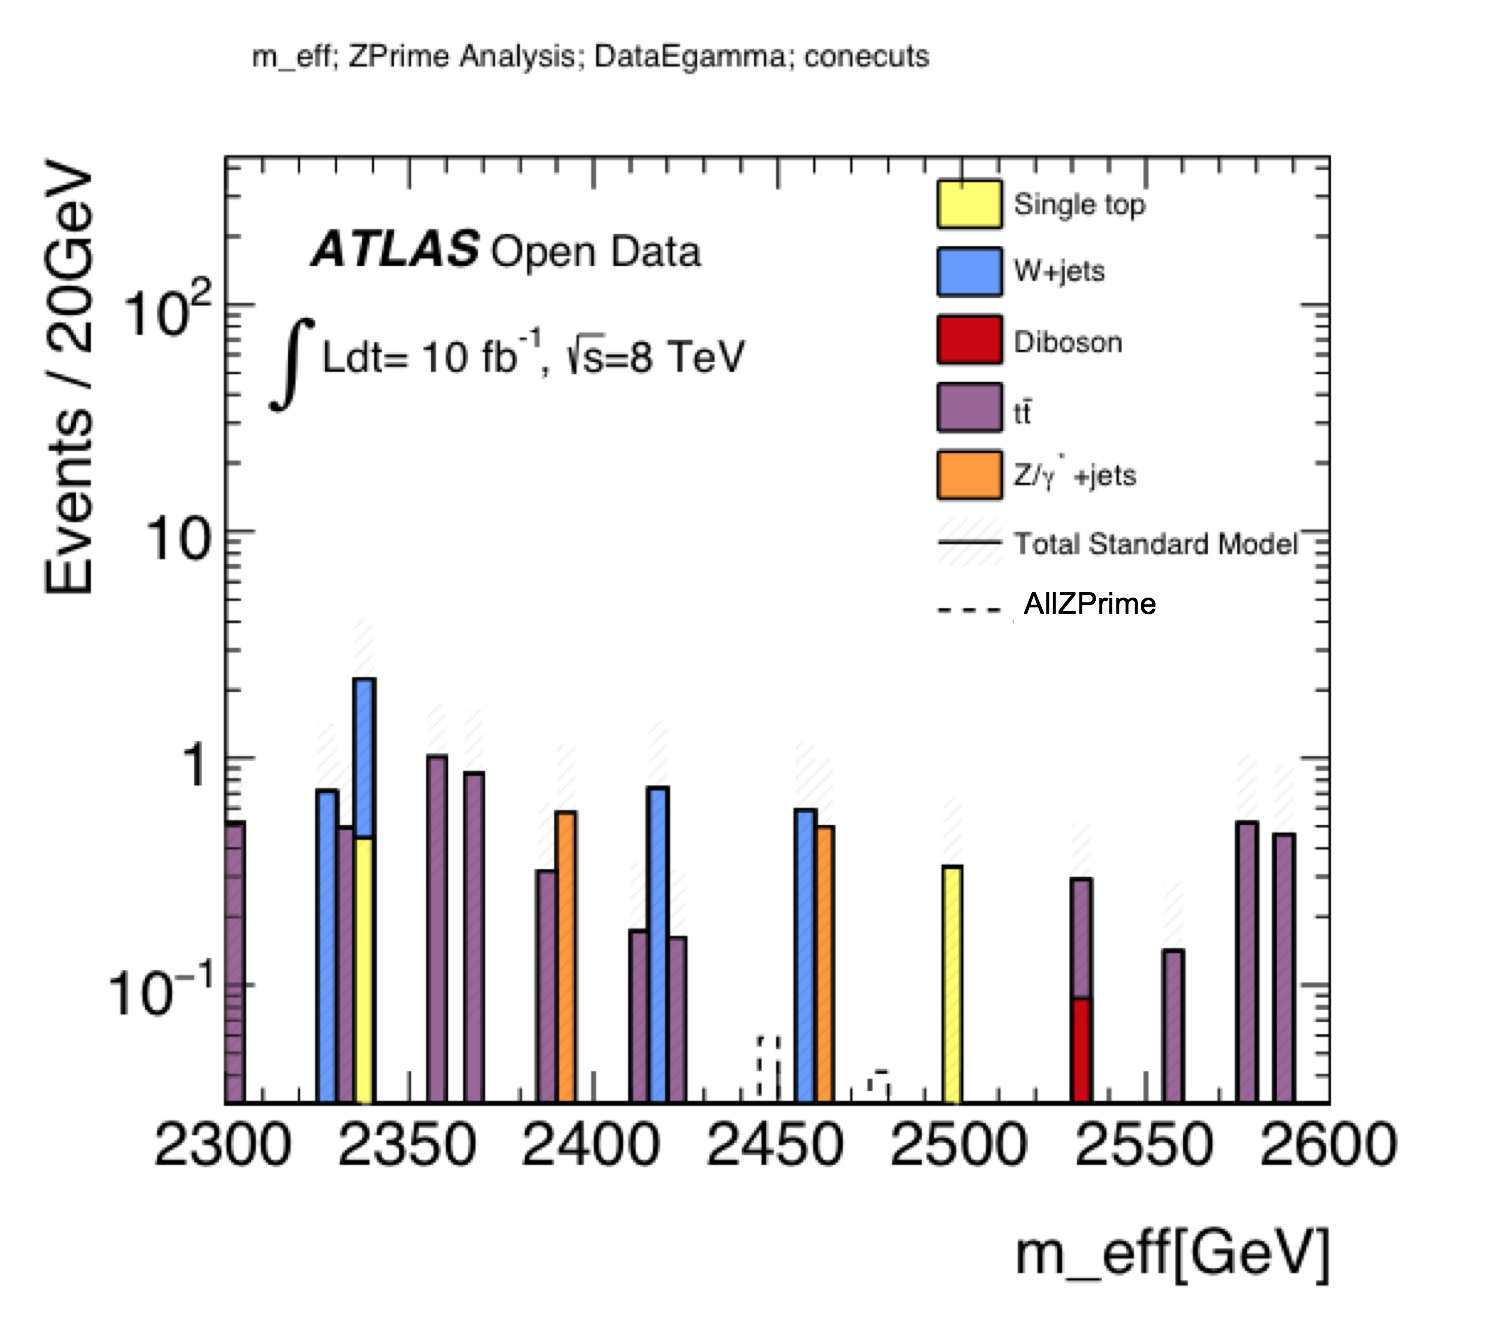 m_eff; ZPrime Analysis; DataEgamma; conecuts
Events / 20GeV
ATLAS Open Data
∫ Ldt= 10 fb⁻¹, √s=8 TeV
Single top
W+jets
Diboson
tt̄
Z/γ* +jets
Total Standard Model
AllZPrime
10²
10
1
10⁻¹
2300 2350 2400 2450 2500 2550 2600
m_eff[GeV]